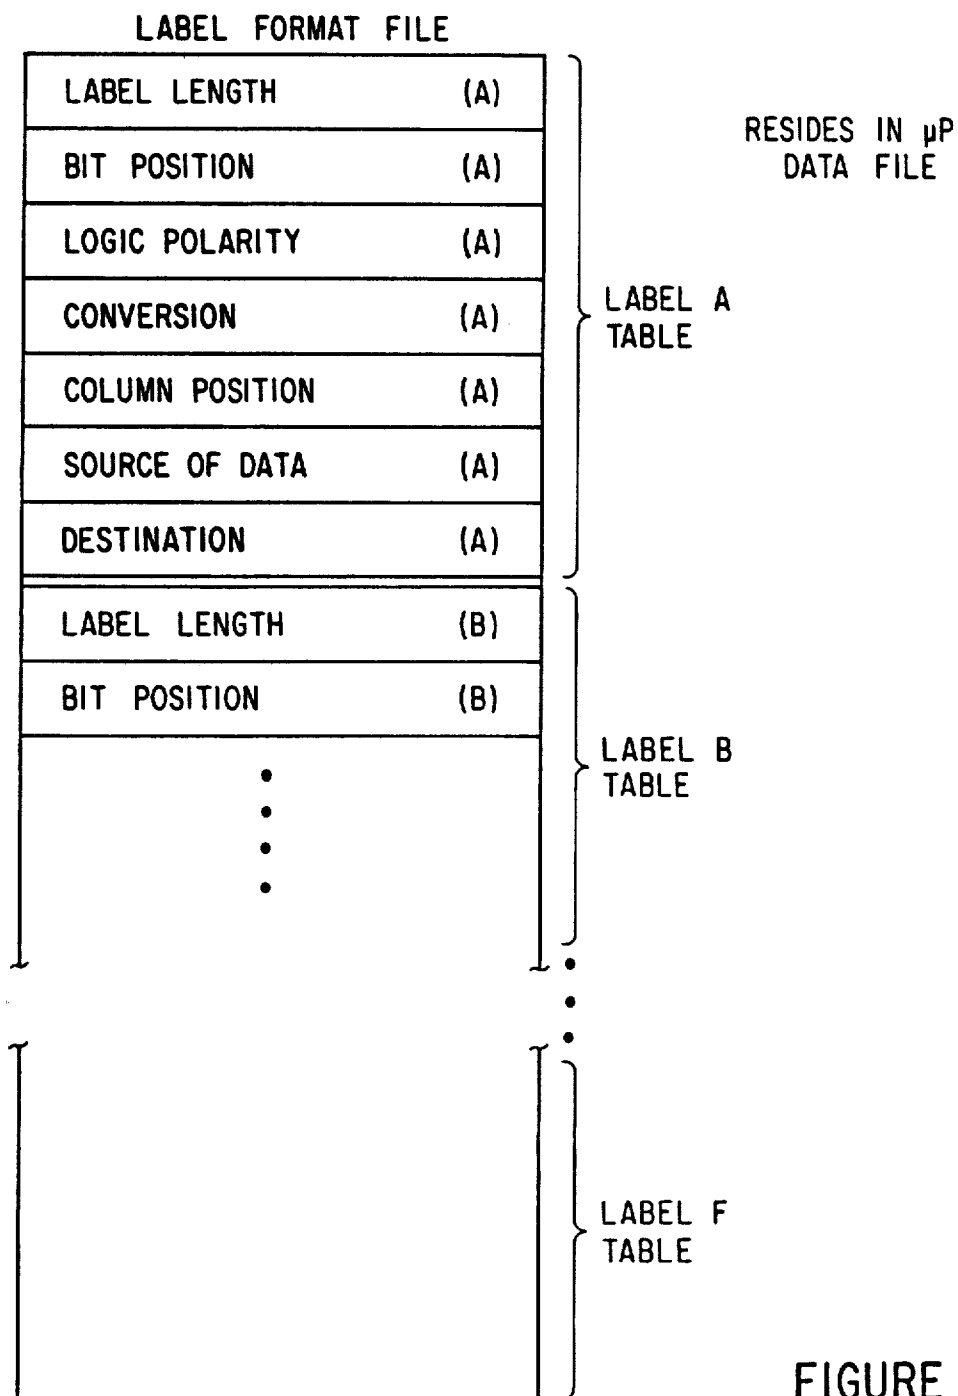 LABEL FORMAT FILE
LABEL LENGTH (A)
BIT POSITION (A)
LOGIC POLARITY (A)
CONVERSION (A)
COLUMN POSITION (A)
SOURCE OF DATA (A)
DESTINATION (A)
RESIDES IN µP
DATA FILE
LABEL A
TABLE
LABEL LENGTH (B)
BIT POSITION (B)
LABEL B
TABLE
LABEL F
TABLE
FIGURE